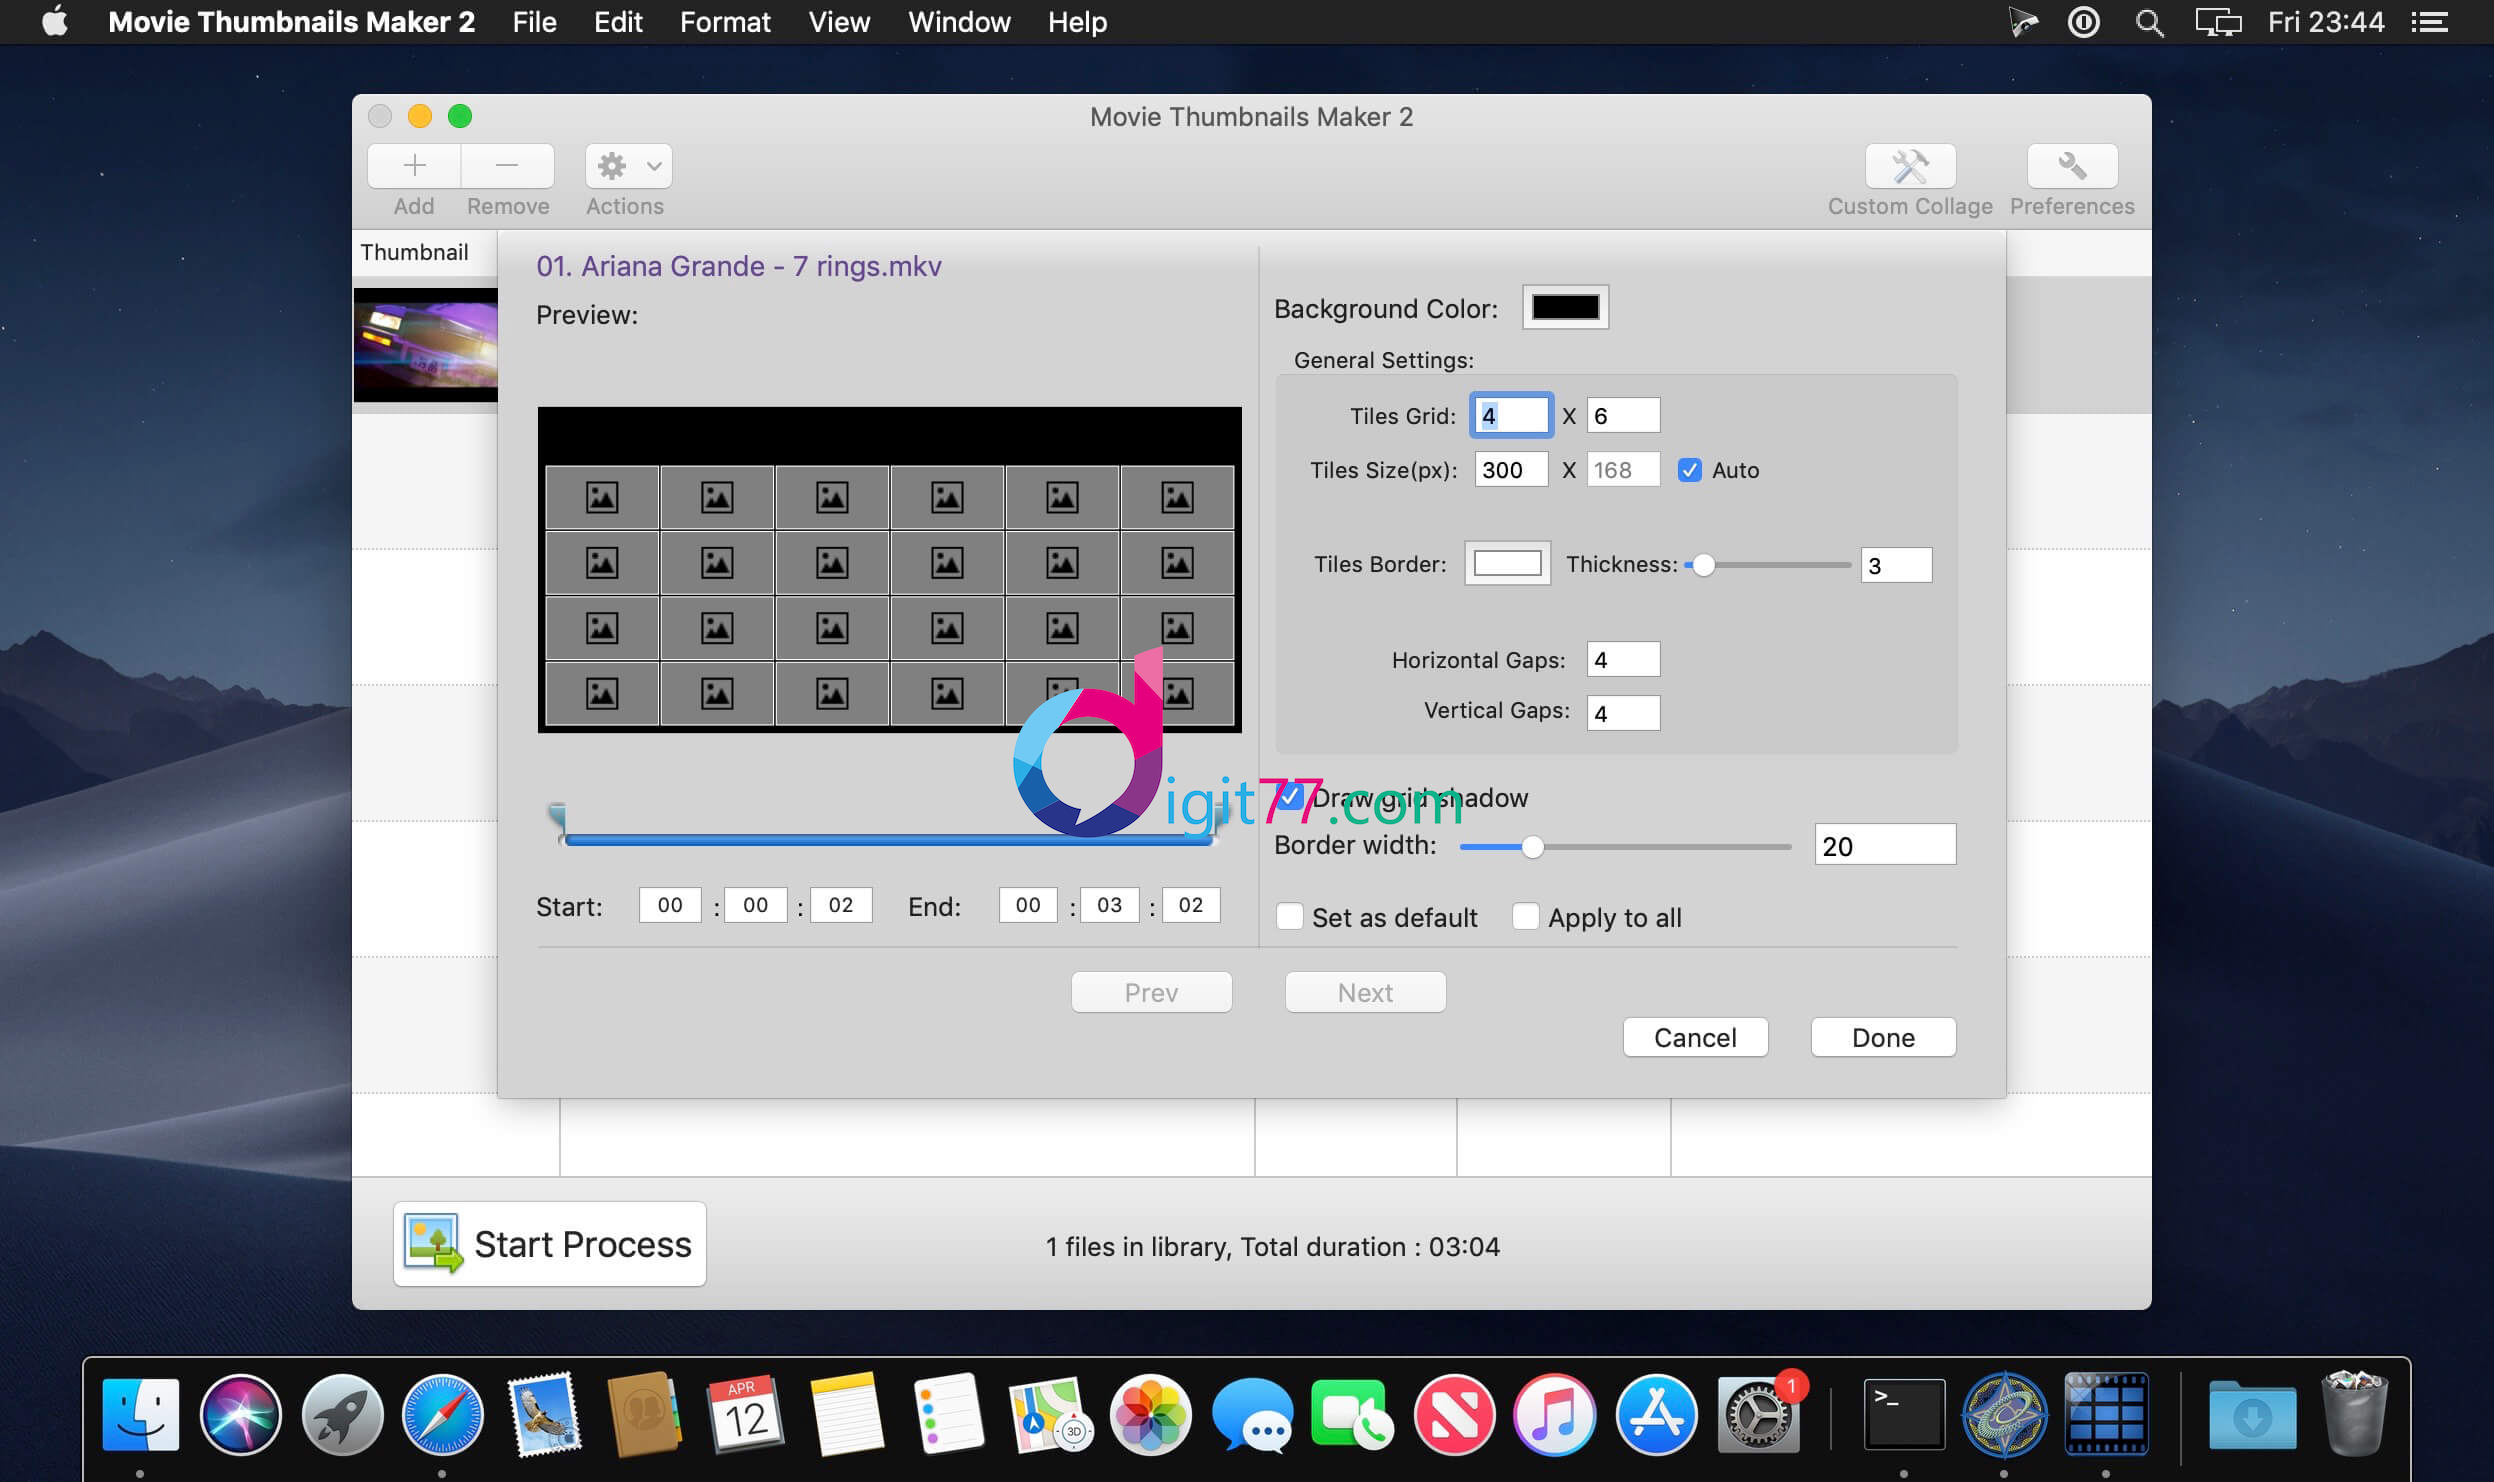 Movie Thumbnails Maker 2 File Edit Format View Window Help Fri 23:44
Movie Thumbnails Maker 2
Add Remove Actions Custom Collage Preferences
Thumbnail
01. Ariana Grande - 7 rings.mkv
Preview:
Background Color:
General Settings:
Tiles Grid: 4 X 6
Tiles Size(px): 300 X 168 Auto
Tiles Border: Thickness: 3
Horizontal Gaps: 4
Vertical Gaps: 4
digit77.com
Draw grid shadow
Border width: 20
Start: 00 : 00 : 02 End: 00 : 03 : 02
Set as default Apply to all
Prev Next
Cancel Done
Start Process
1 files in library, Total duration : 03:04
APR
12
3D
1
>_